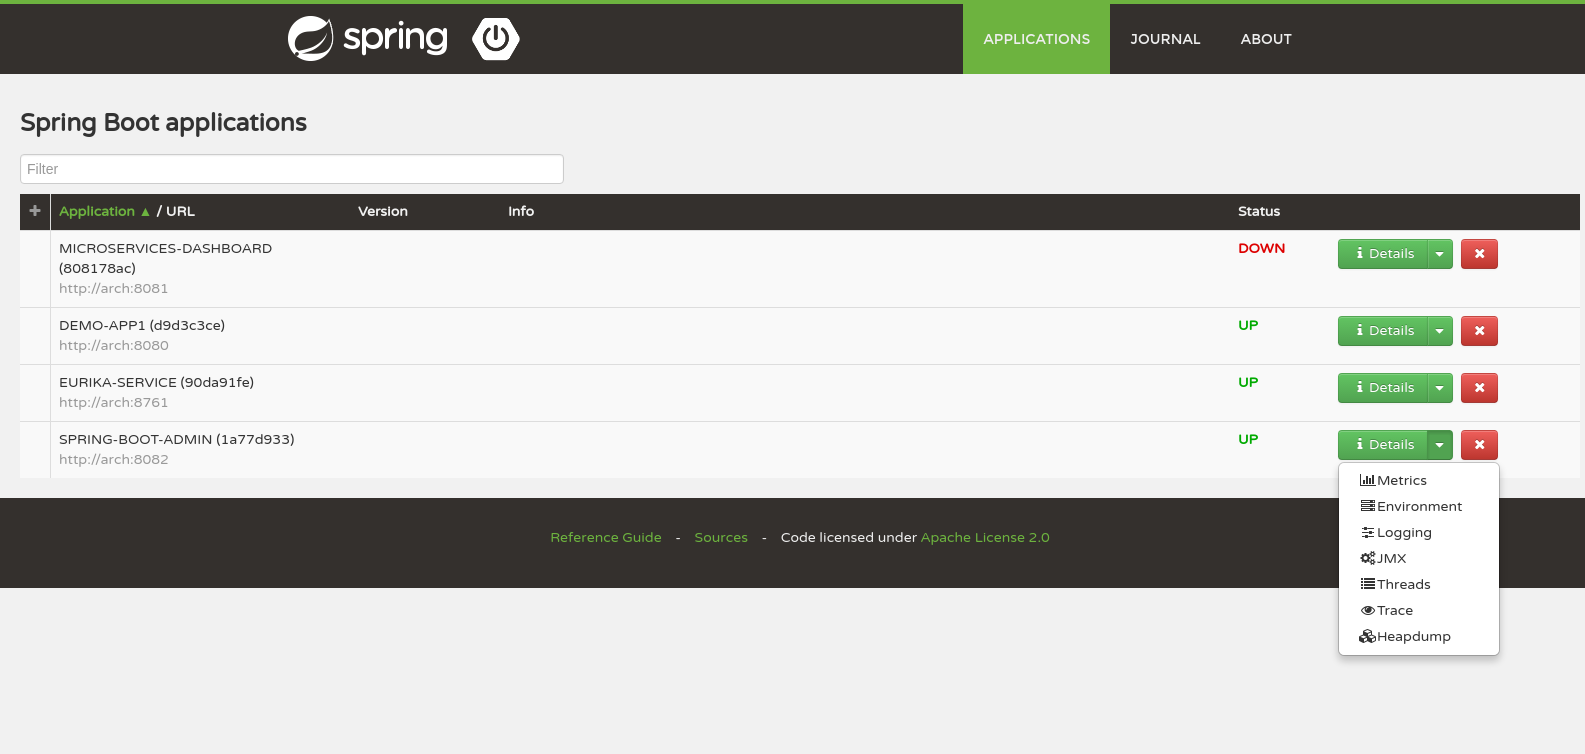 spring
APPLICATIONS JOURNAL ABOUT
Spring Boot applications
Filter
Application ▲ / URL Version Info Status
MICROSERVICES-DASHBOARD
(808178ac)
http://arch:8081
DOWN Details
DEMO-APP1 (d9d3c3ce)
http://arch:8080
UP Details
EURIKA-SERVICE (90da91fe)
http://arch:8761
UP Details
SPRING-BOOT-ADMIN (1a77d933)
http://arch:8082
UP Details
Metrics
Environment
Logging
JMX
Threads
Trace
Heapdump
Reference Guide - Sources - Code licensed under Apache License 2.0